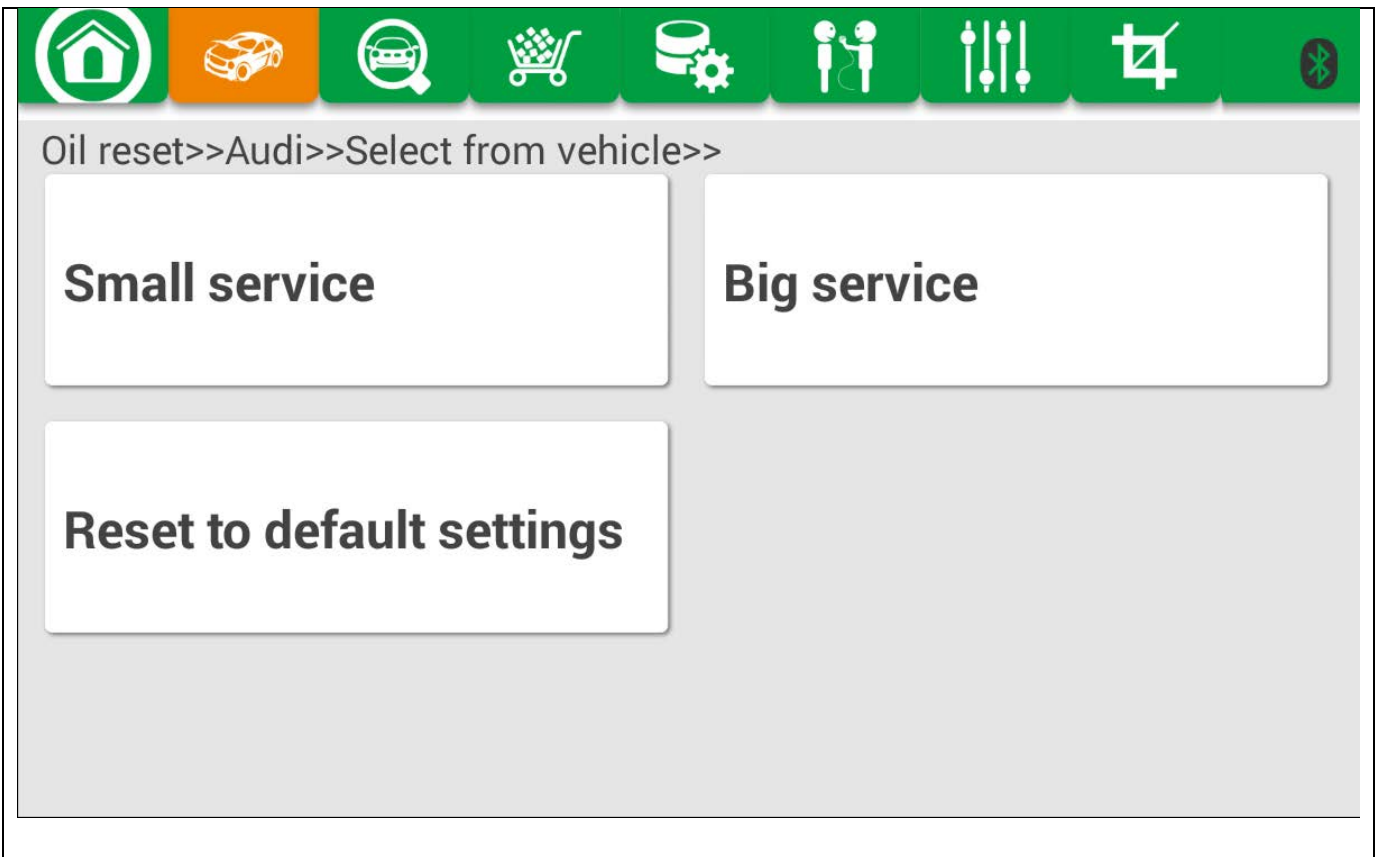 Oil reset>>Audi>>Select from vehicle>>
Small service
Big service
Reset to default settings